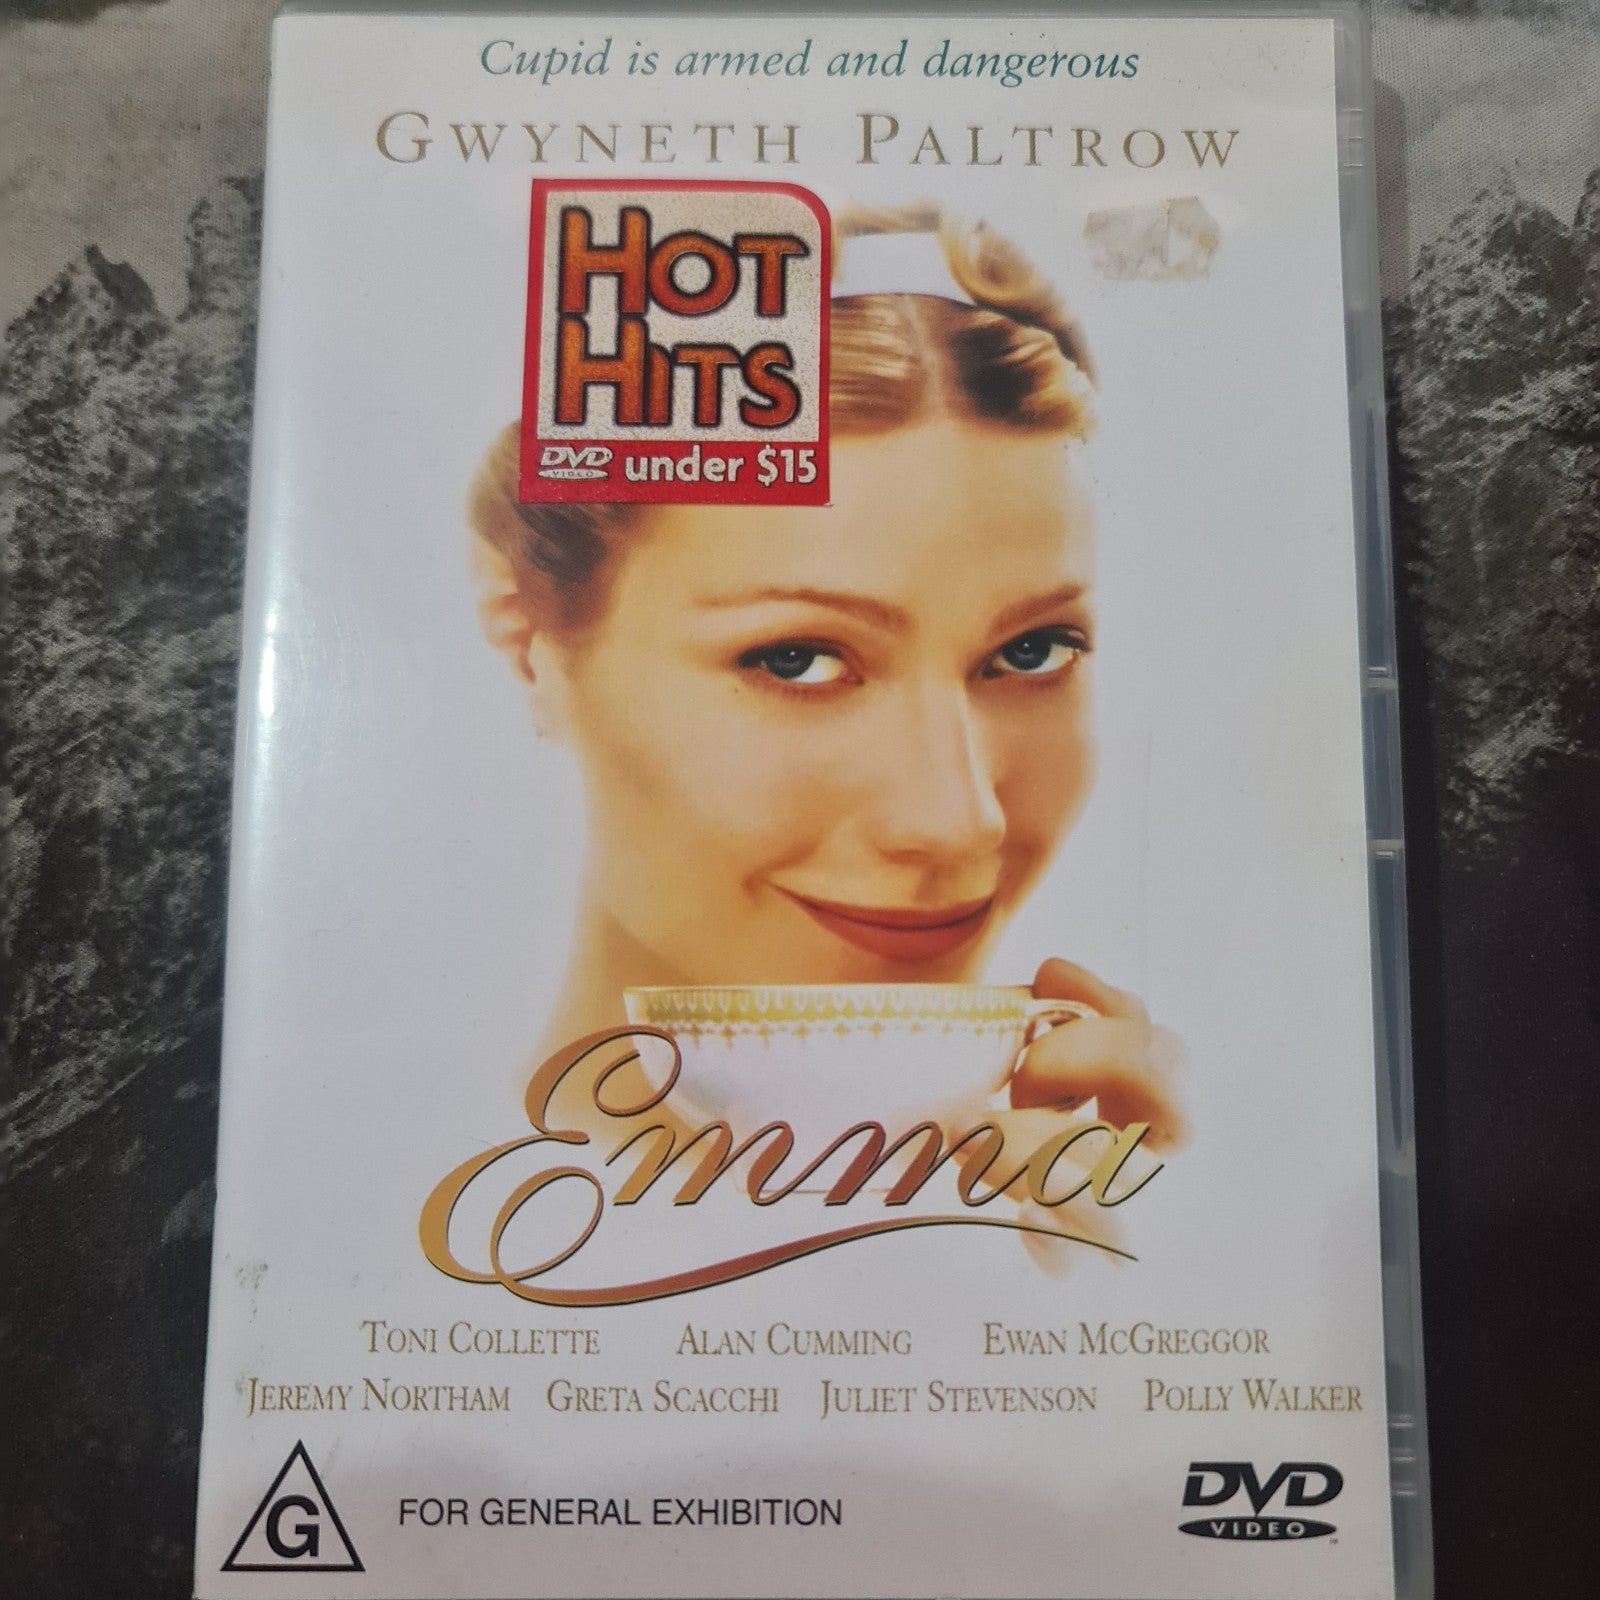 Cupid is armed and dangerous
GWYNETH PALTROW
HOT
HITS
DVD VIDEO under $15
Emma
TONI COLLETTE ALAN CUMMING EWAN MCGREGGOR
JEREMY NORTHAM GRETA SCACCHI JULIET STEVENSON POLLY WALKER
G FOR GENERAL EXHIBITION
DVD
VIDEO